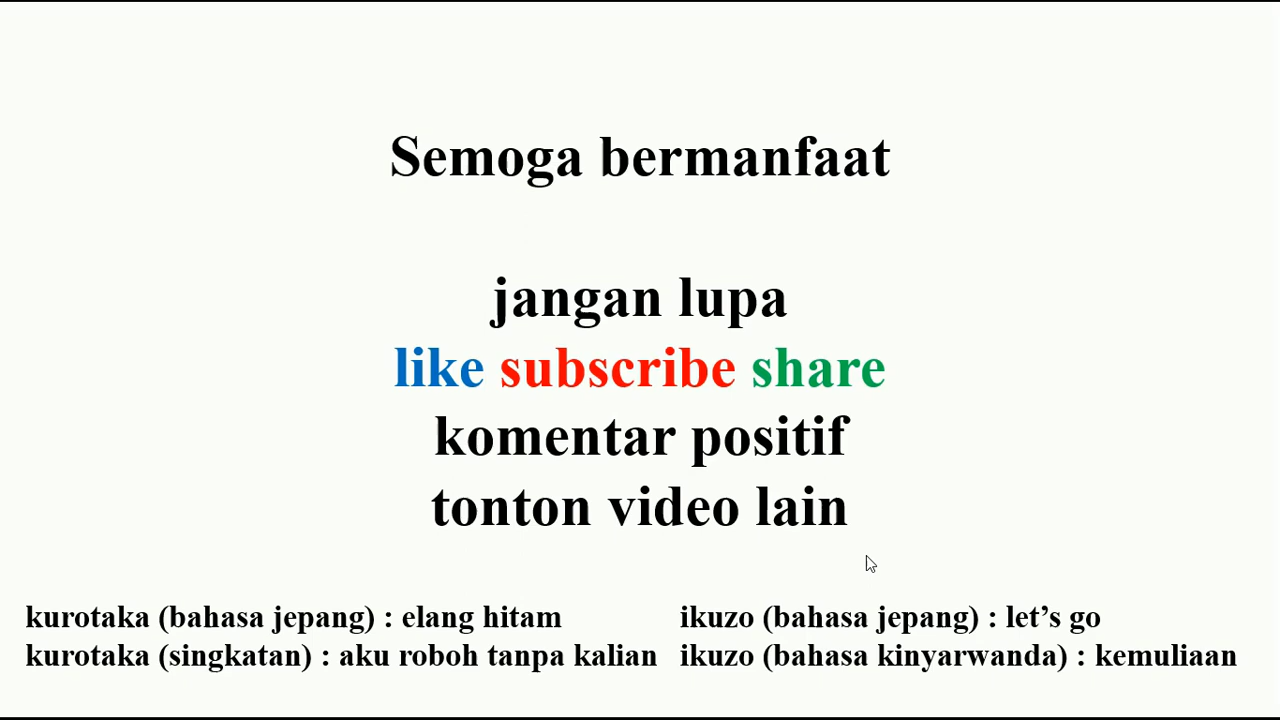 Semoga bermanfaat
jangan lupa
like subscribe share
komentar positif
tonton video lain
kurotaka (bahasa jepang) : elang hitam
kurotaka (singkatan) : aku roboh tanpa kalian
ikuzo (bahasa jepang) : let’s go
ikuzo (bahasa kinyarwanda) : kemuliaan